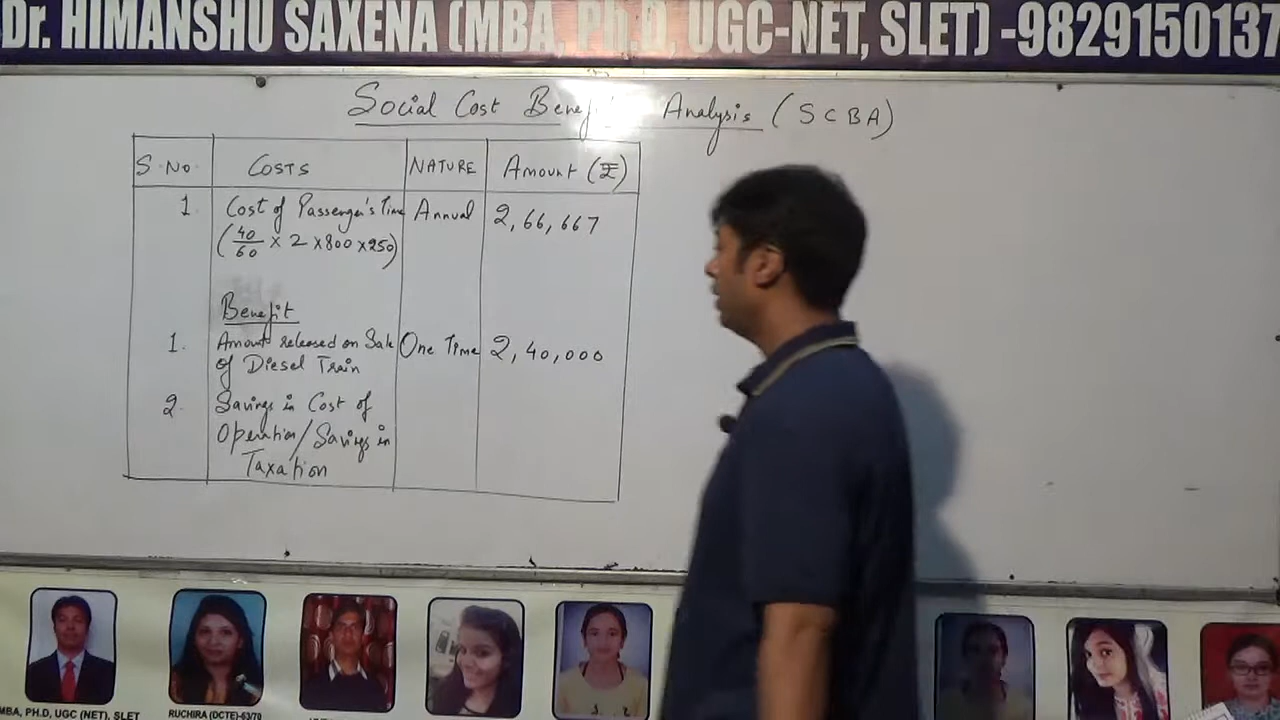 Dr. HIMANSHU SAXENA (MBA, Ph.D, UGC-NET, SLET) -9829150137
Social Cost Benefit Analysis (SCBA)
S.No. COSTS NATURE Amount (₹)
1. Cost of Passenger's Time Annual 2,66,667
(40/60 × 2 × 800 × 250)
Benefit
1. Amount released on Sale One Time 2,40,000
of Diesel Train
2. Savings in Cost of
Operation/Savings in
Taxation
MBA, PH.D, UGC (NET), SLET
RUCHIRA (DCTE)-63/70